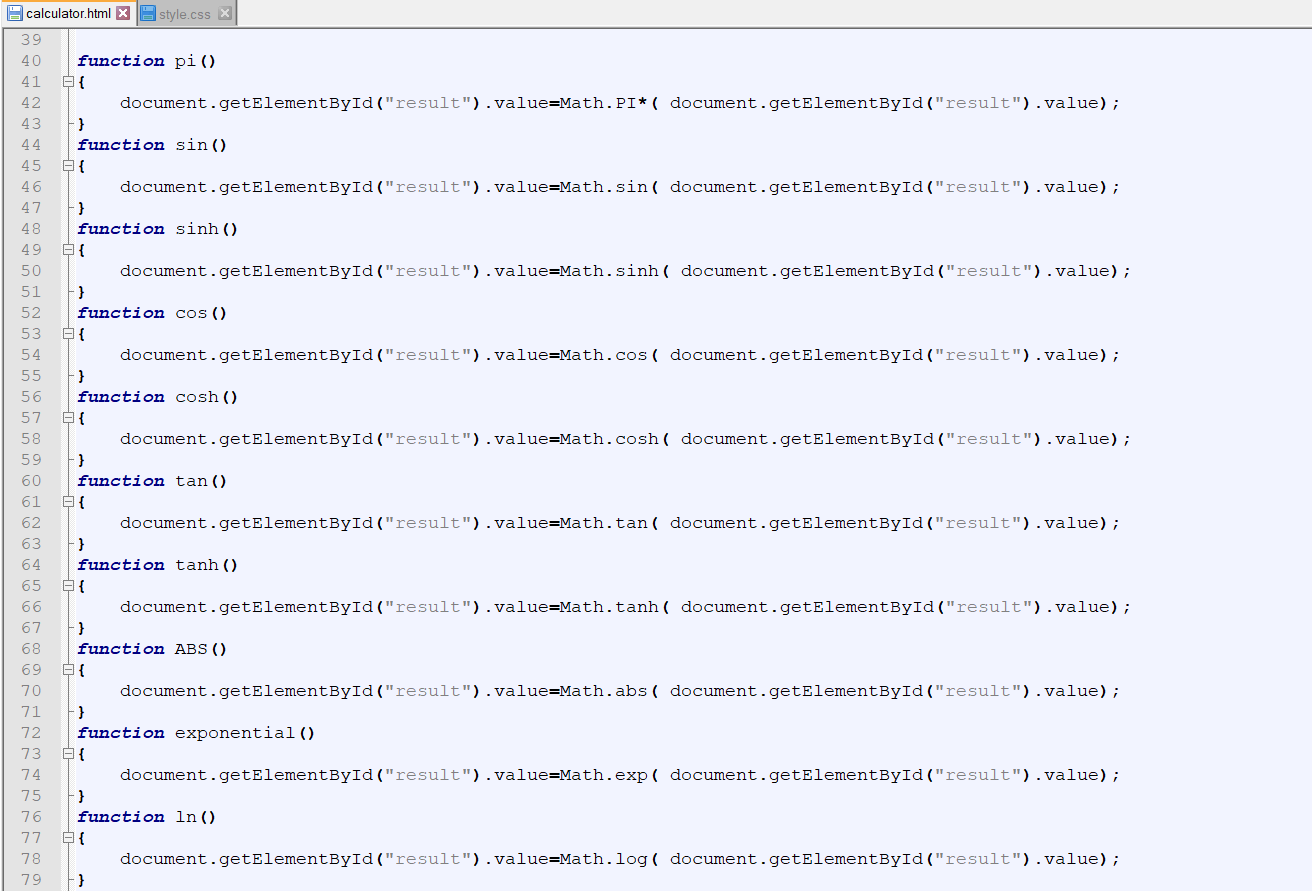 calculator.html style.css
39
40 function pi()
41 {
42 document.getElementById("result").value=Math.PI*( document.getElementById("result").value);
43 }
44 function sin()
45 {
46 document.getElementById("result").value=Math.sin( document.getElementById("result").value);
47 }
48 function sinh()
49 {
50 document.getElementById("result").value=Math.sinh( document.getElementById("result").value);
51 }
52 function cos()
53 {
54 document.getElementById("result").value=Math.cos( document.getElementById("result").value);
55 }
56 function cosh()
57 {
58 document.getElementById("result").value=Math.cosh( document.getElementById("result").value);
59 }
60 function tan()
61 {
62 document.getElementById("result").value=Math.tan( document.getElementById("result").value);
63 }
64 function tanh()
65 {
66 document.getElementById("result").value=Math.tanh( document.getElementById("result").value);
67 }
68 function ABS()
69 {
70 document.getElementById("result").value=Math.abs( document.getElementById("result").value);
71 }
72 function exponential()
73 {
74 document.getElementById("result").value=Math.exp( document.getElementById("result").value);
75 }
76 function ln()
77 {
78 document.getElementById("result").value=Math.log( document.getElementById("result").value);
79 }